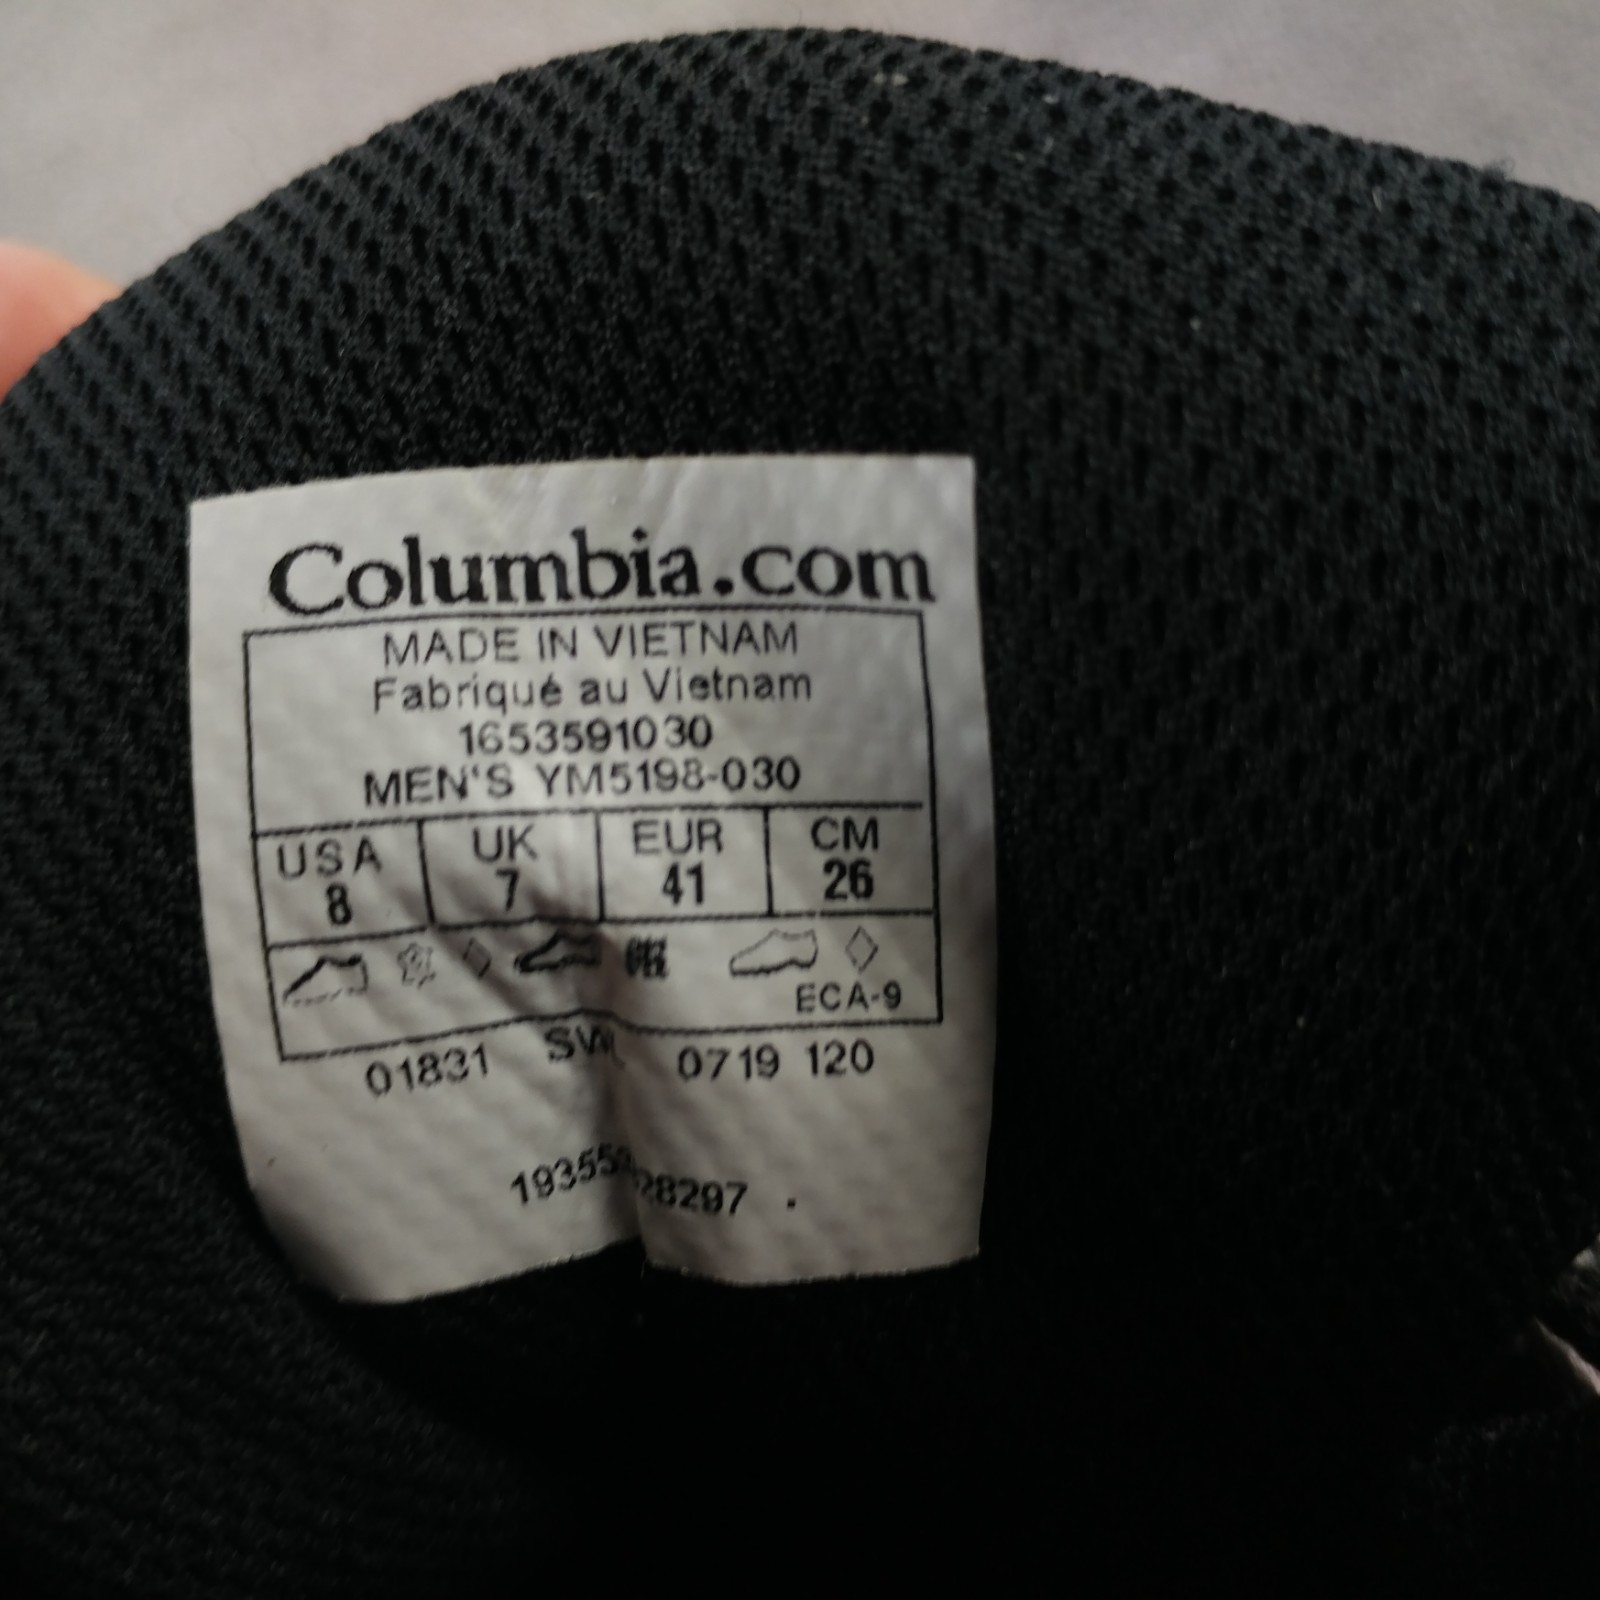 Columbia.com
MADE IN VIETNAM
Fabriqué au Vietnam
1653591030
MEN'S YM5198-030
USA UK EUR CM
8 7 41 26
ECA-9
01831 0719 120